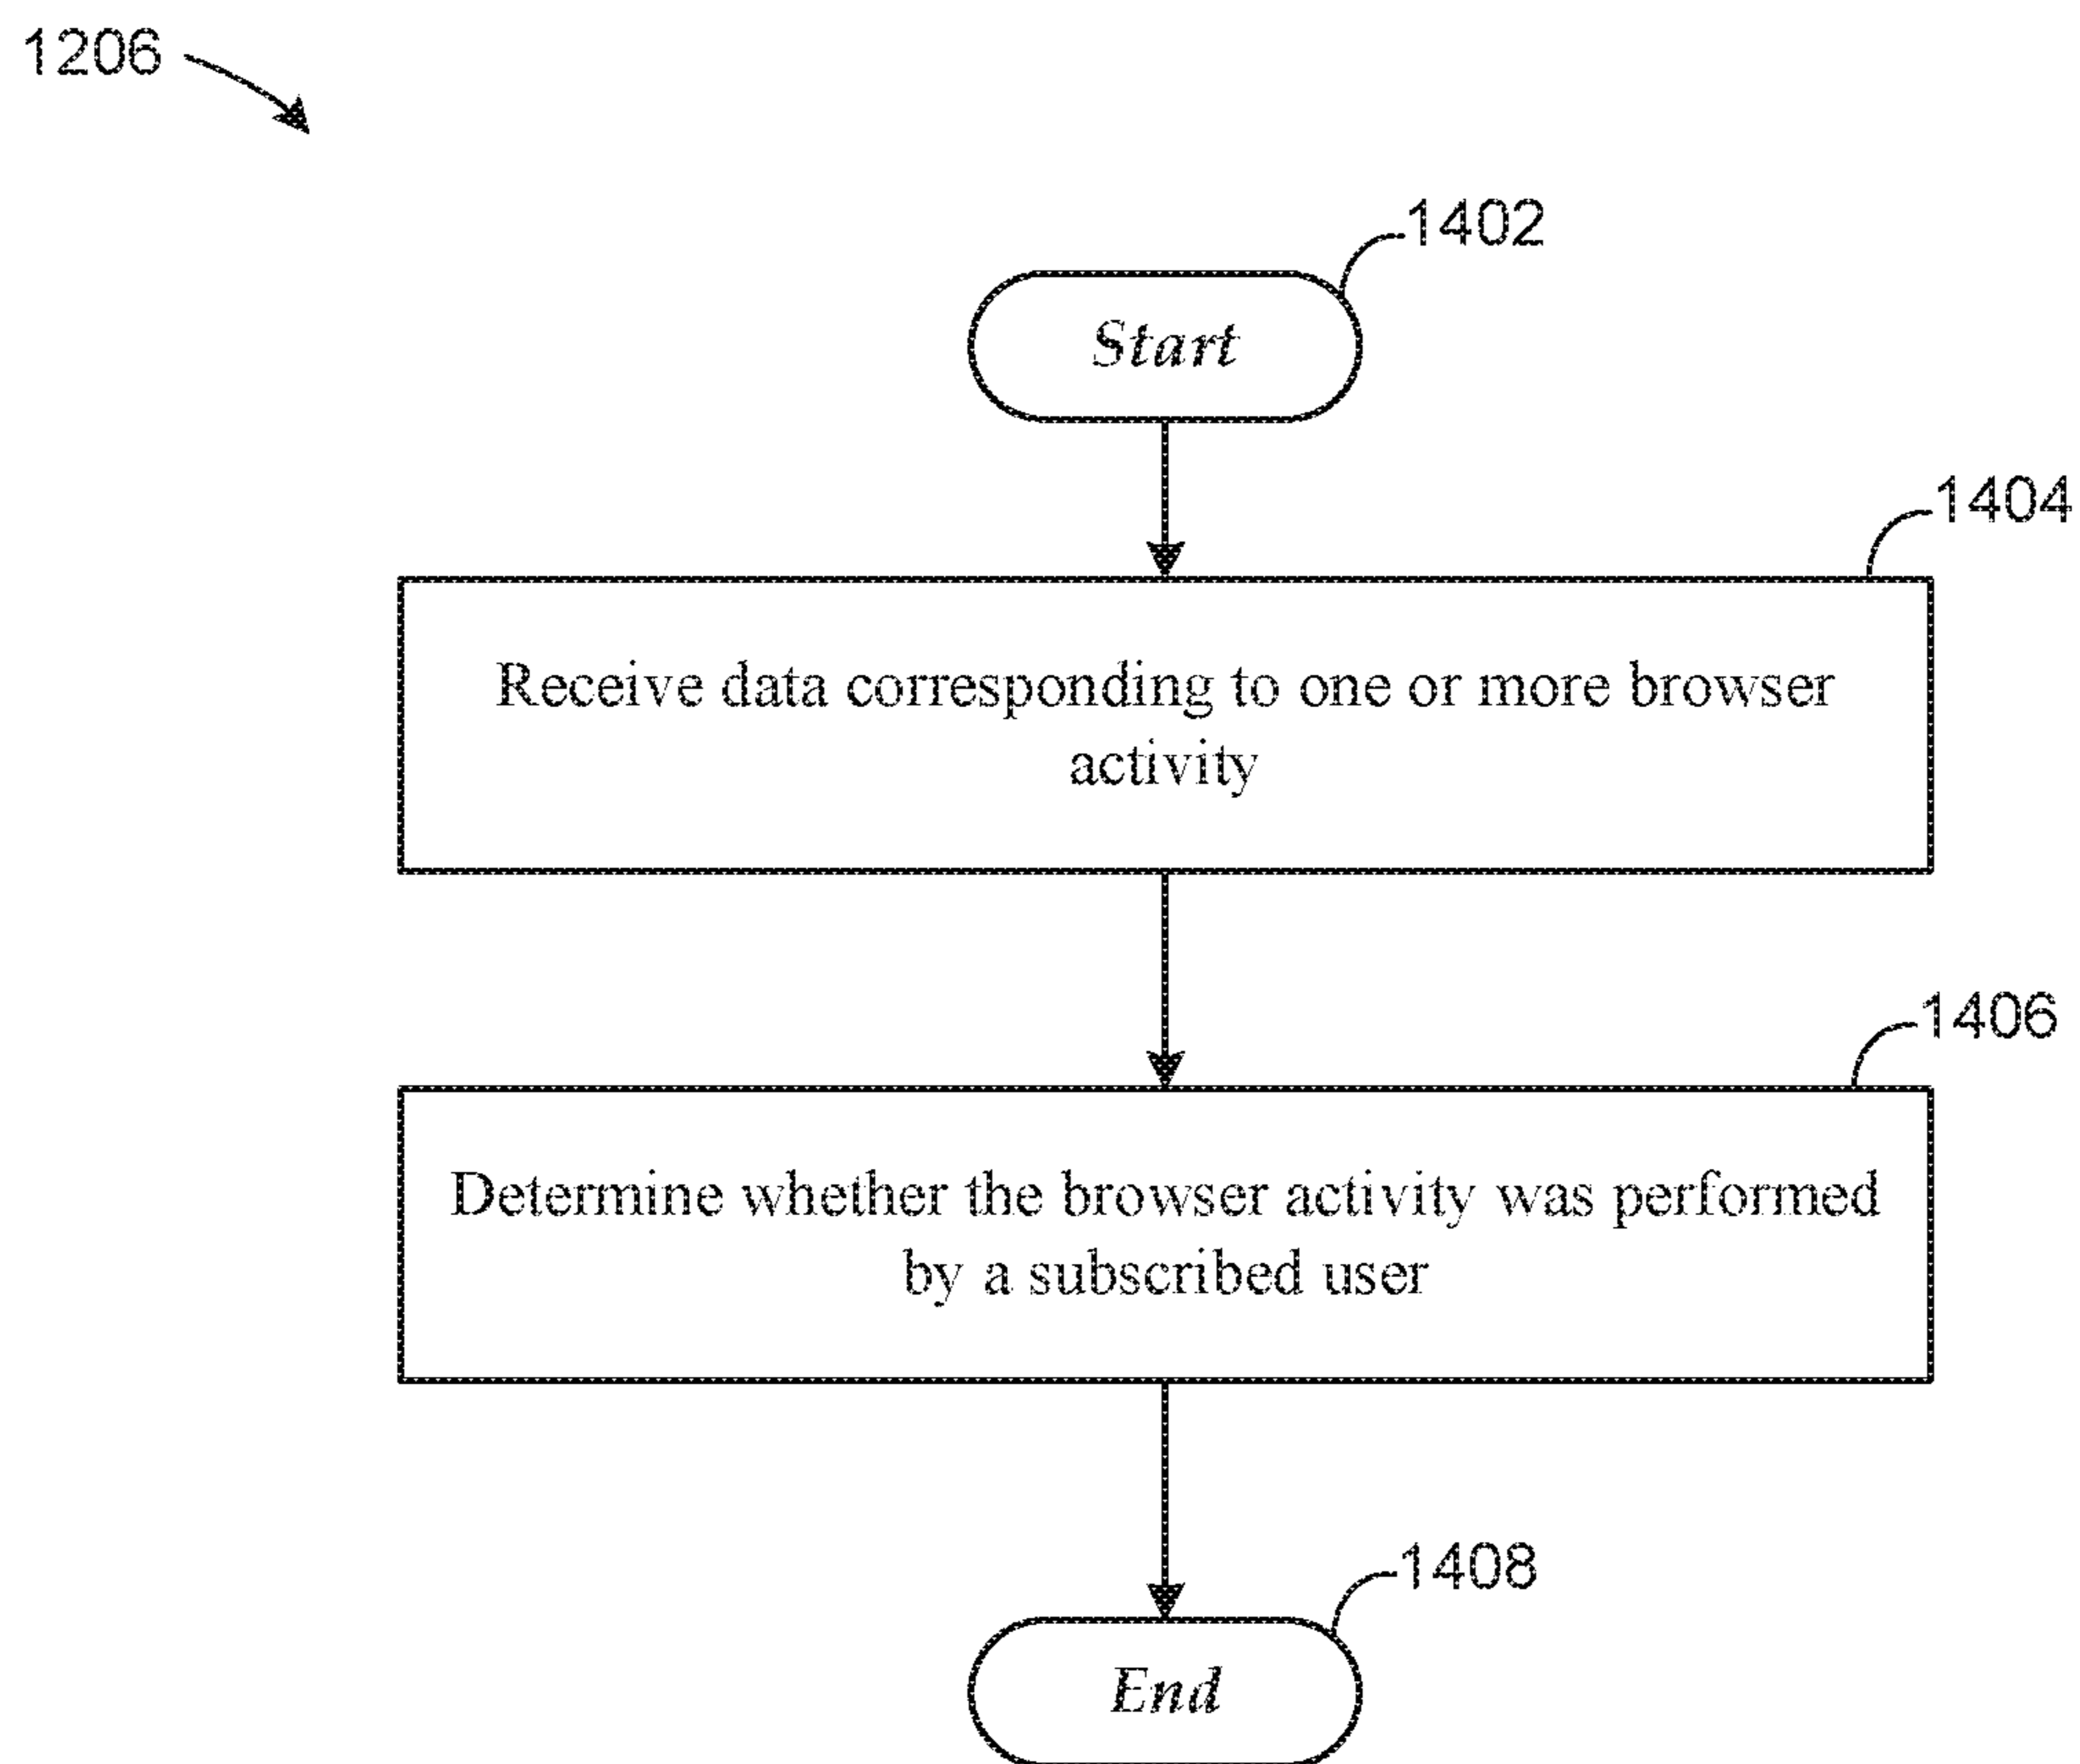 1206
1402
Start
1404
Receive data corresponding to one or more browser
activity
1406
Determine whether the browser activity was performed
by a subscribed user
1408
End